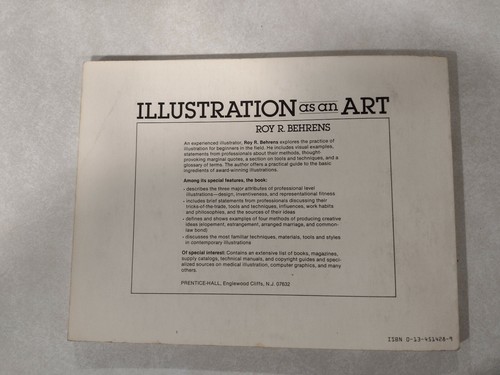 ILLUSTRATION as an ART
ROY R. BEHRENS
An experienced illustrator, Roy R. Behrens explores the practice of
illustration for beginners in the field. He includes visual examples,
statements from professionals about their methods, thought-
provoking marginal quotes, a section on tools and techniques, and a
glossary of terms. The author offers a practical guide to the basic
ingredients of award-winning illustrations.
Among its special features, the book:
• describes the three major attributes of professional level
illustrations—design, inventiveness, and representational fitness
• includes brief statements from professionals discussing their
tricks-of-the-trade, tools and techniques, influences, work habits
and philosophies, and the sources of their ideas
• defines and shows examples of four methods of producing creative
ideas (elopement, estrangement, arranged marriage, and common-
law bond)
• discusses the most familiar techniques, materials, tools and styles
in contemporary illustrations
Of special interest: Contains an extensive list of books, magazines,
supply catalogs, technical manuals, and copyright guides and speci-
alized sources on medical illustration, computer graphics, and many
others.
PRENTICE-HALL, Englewood Cliffs, N.J. 07632
ISBN 0-13-451428-9